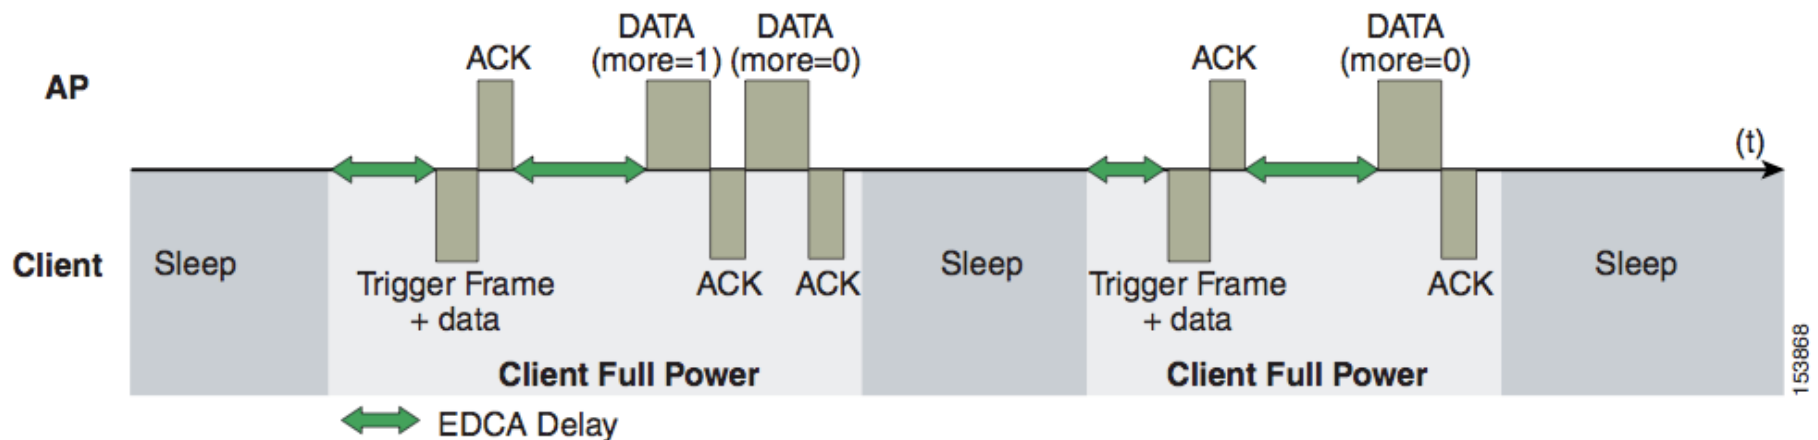 DATA
(more=1)
DATA
(more=0)
DATA
(more=0)
ACK
ACK
AP
(t)
Client
Sleep
Sleep
Sleep
Trigger Frame
+ data
ACK
ACK
Trigger Frame
+ data
ACK
Client Full Power
Client Full Power
EDCA Delay
153868